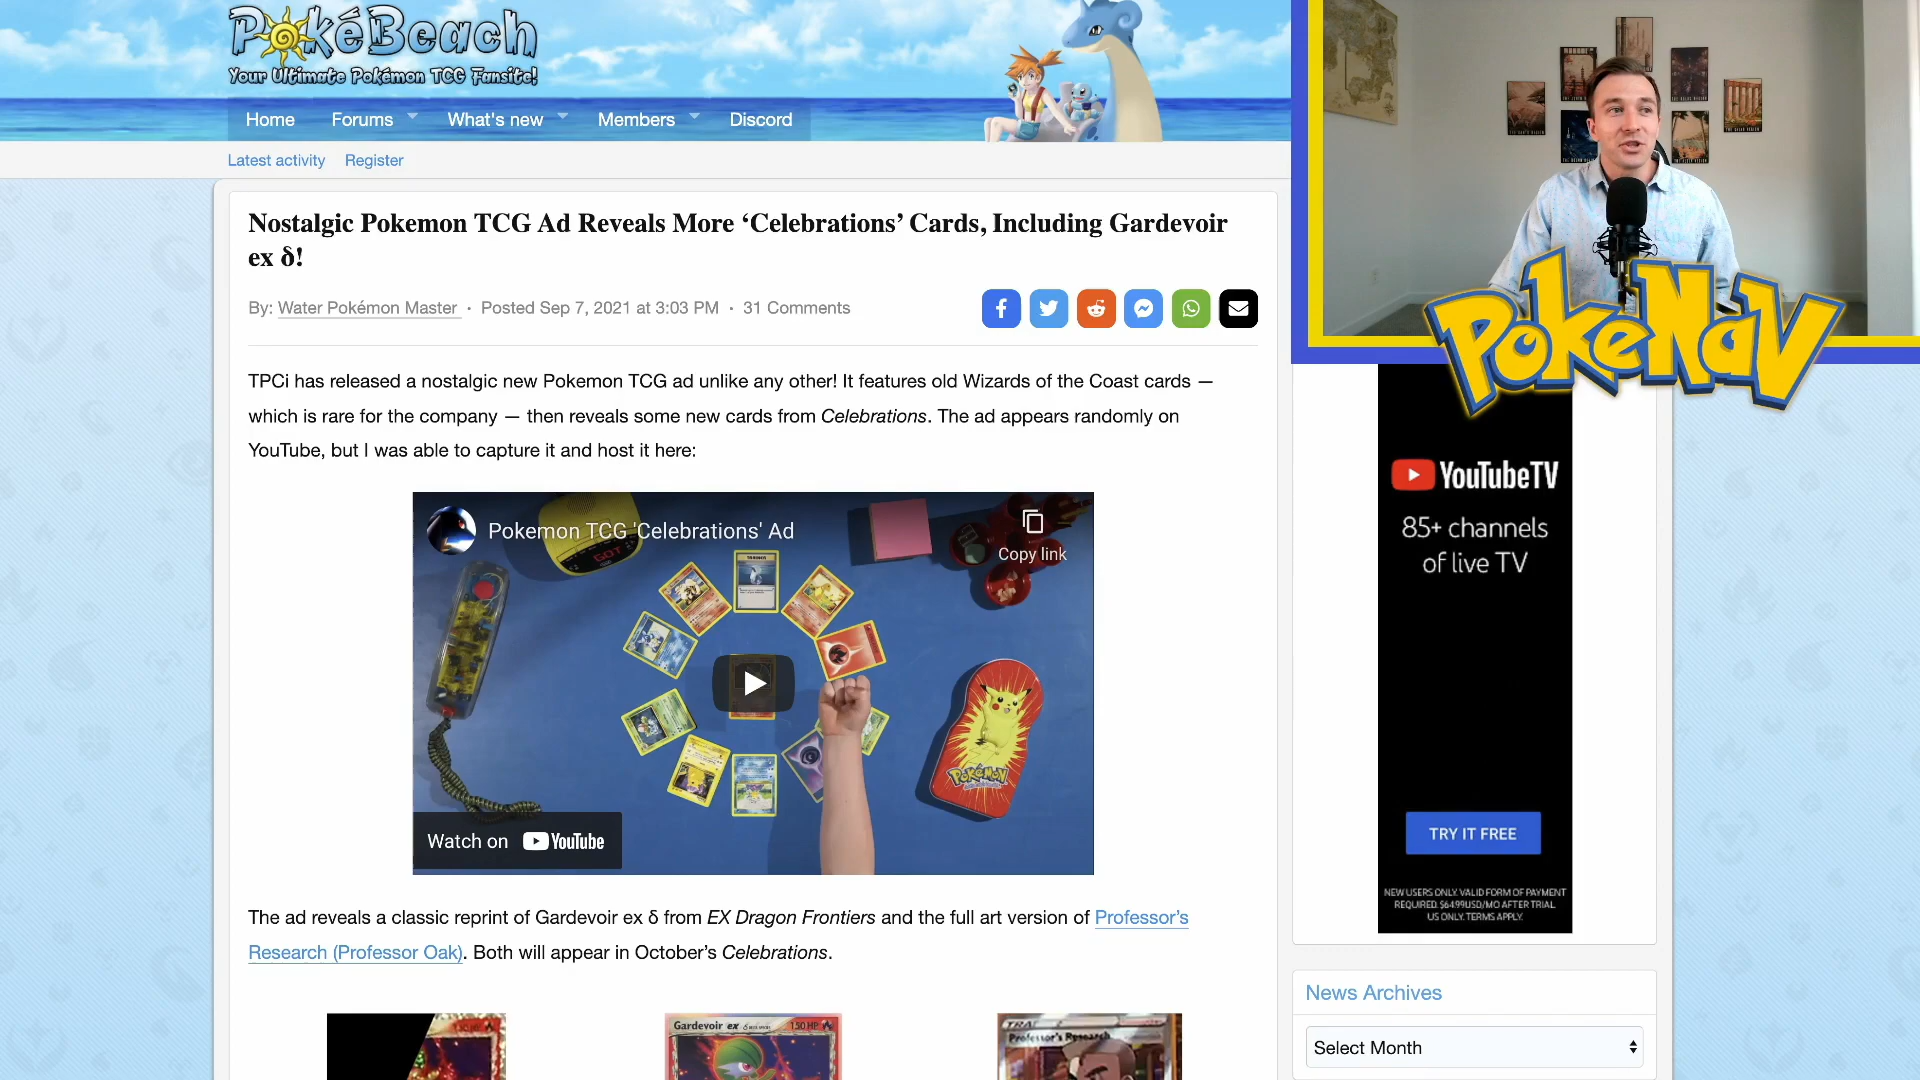 PokéBeach
Your Ultimate Pokémon TCG Fansite!
Home
Forums
What's new
Members
Discord
Latest activity
Register
Nostalgic Pokemon TCG Ad Reveals More ‘Celebrations’ Cards, Including Gardevoir
ex δ!
By: Water Pokémon Master · Posted Sep 7, 2021 at 3:03 PM · 31 Comments
TPCi has released a nostalgic new Pokemon TCG ad unlike any other! It features old Wizards of the Coast cards —
which is rare for the company — then reveals some new cards from Celebrations. The ad appears randomly on
YouTube, but I was able to capture it and host it here:
Pokemon TCG 'Celebrations' Ad
Copy link
GOT
POKéMON
Watch on YouTube
The ad reveals a classic reprint of Gardevoir ex δ from EX Dragon Frontiers and the full art version of Professor’s
Research (Professor Oak). Both will appear in October’s Celebrations.
Gardevoir ex δ
150 HP
Professor's Research
PokeNav
YouTubeTV
85+ channels
of live TV
TRY IT FREE
NEW USERS ONLY. VALID FORM OF PAYMENT
REQUIRED. $64.99USD/MO AFTER TRIAL.
US ONLY. TERMS APPLY.
News Archives
Select Month